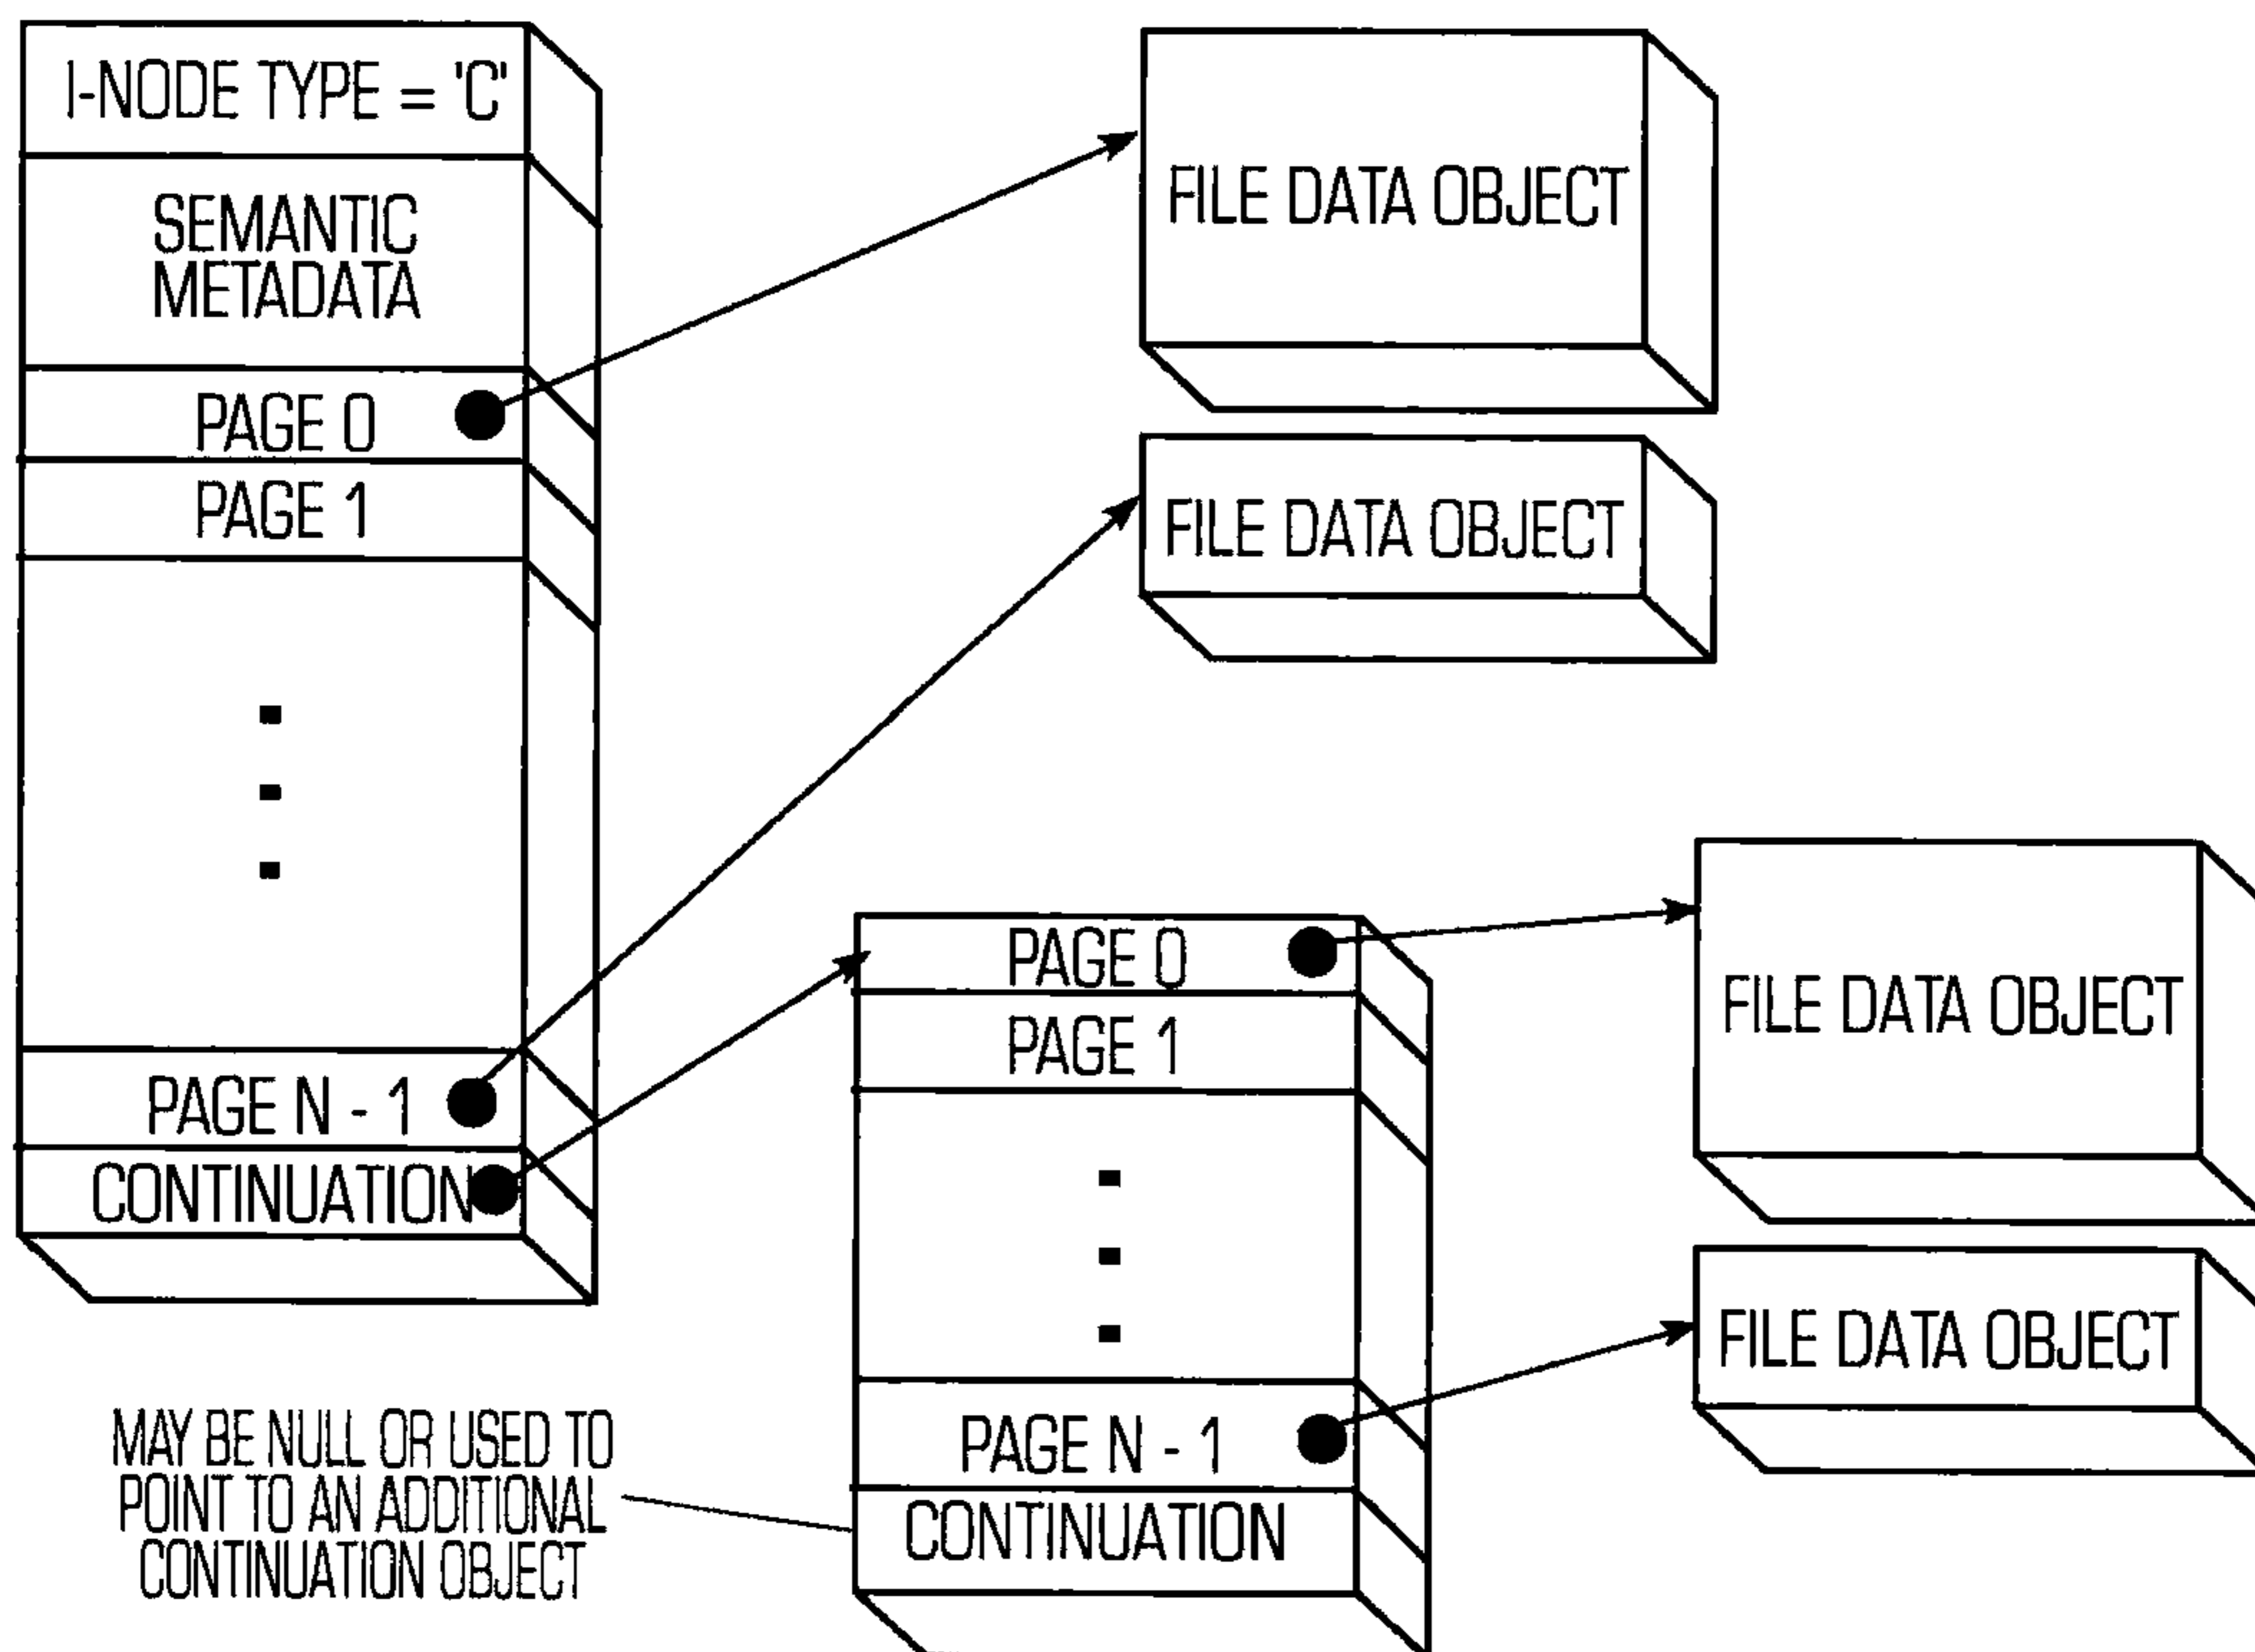 I-NODE TYPE = 'C'
SEMANTIC
METADATA
PAGE 0
PAGE 1
PAGE N - 1
CONTINUATION
FILE DATA OBJECT
FILE DATA OBJECT
PAGE 0
PAGE 1
PAGE N - 1
CONTINUATION
FILE DATA OBJECT
FILE DATA OBJECT
MAY BE NULL OR USED TO
POINT TO AN ADDITIONAL
CONTINUATION OBJECT